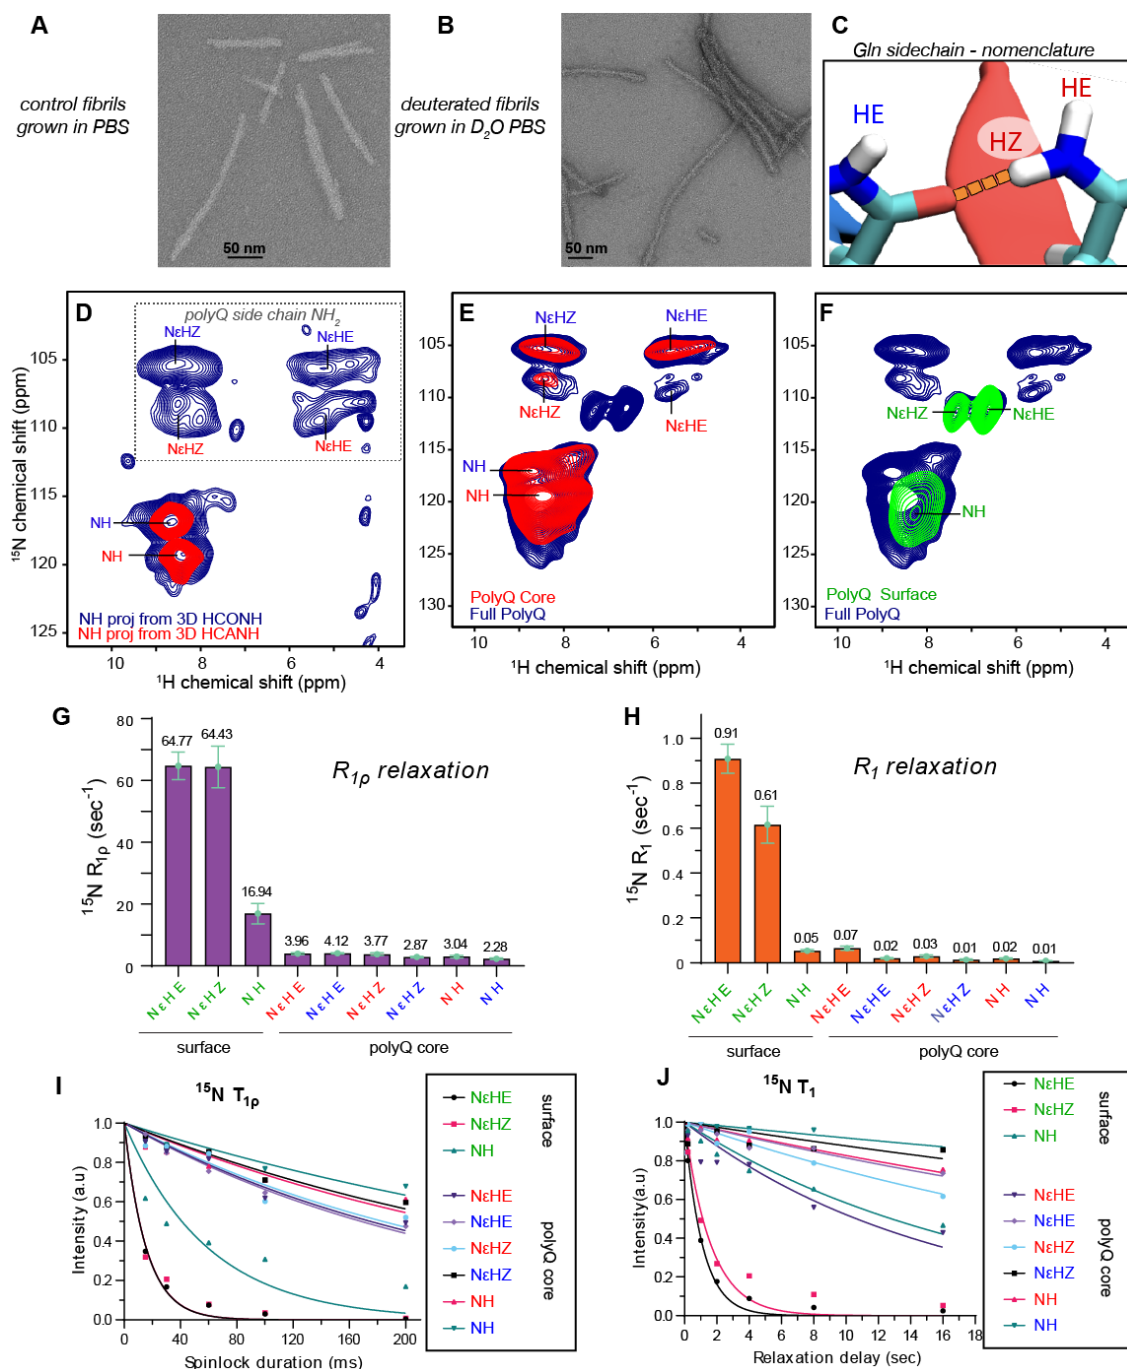 A
control fibrils
grown in PBS
50 nm
B
deuterated fibrils
grown in D₂O PBS
50 nm
C
Gln sidechain - nomenclature
HE
HE
HZ
D
polyQ side chain NH₂
NεHZ
NεHE
NεHZ
NεHE
NH
NH
NH proj from 3D HCONH
NH proj from 3D HCANH
105
110
115
120
125
¹⁵N chemical shift (ppm)
10
8
6
4
¹H chemical shift (ppm)
E
NεHZ
NεHE
NεHZ
NεHE
NH
NH
PolyQ Core
Full PolyQ
105
110
115
120
125
130
10
8
6
4
¹H chemical shift (ppm)
F
NεHZ
NεHE
NH
PolyQ Surface
Full PolyQ
105
110
115
120
125
130
10
8
6
4
¹H chemical shift (ppm)
G
R₁ρ relaxation
¹⁵N R₁ρ (sec⁻¹)
80
60
40
20
0
64.77
64.43
16.94
3.96
4.12
3.77
2.87
3.04
2.28
NεHE
NεHZ
NH
NεHE
NεHE
NεHZ
NεHZ
NH
NH
surface
polyQ core
H
R₁ relaxation
¹⁵N R₁ (sec⁻¹)
1.0
0.8
0.6
0.4
0.2
0
0.91
0.61
0.05
0.07
0.02
0.03
0.01
0.02
0.01
NεHE
NεHZ
NH
NεHE
NεHE
NεHZ
NεHZ
NH
NH
surface
polyQ core
I
¹⁵N T₁ρ
Intensity (a.u)
1.0
0.8
0.6
0.4
0.2
0.0
0
40
80
120
160
200
Spinlock duration (ms)
NεHE
NεHZ
NH
surface
NεHE
NεHE
NεHZ
NεHZ
NH
NH
polyQ core
J
¹⁵N T₁
Intensity(a.u)
1.0
0.8
0.6
0.4
0.2
0.0
0
2
4
6
8
10
12
14
16
18
Relaxation delay (sec)
NεHE
NεHZ
NH
surface
NεHE
NεHE
NεHZ
NεHZ
NH
NH
polyQ core